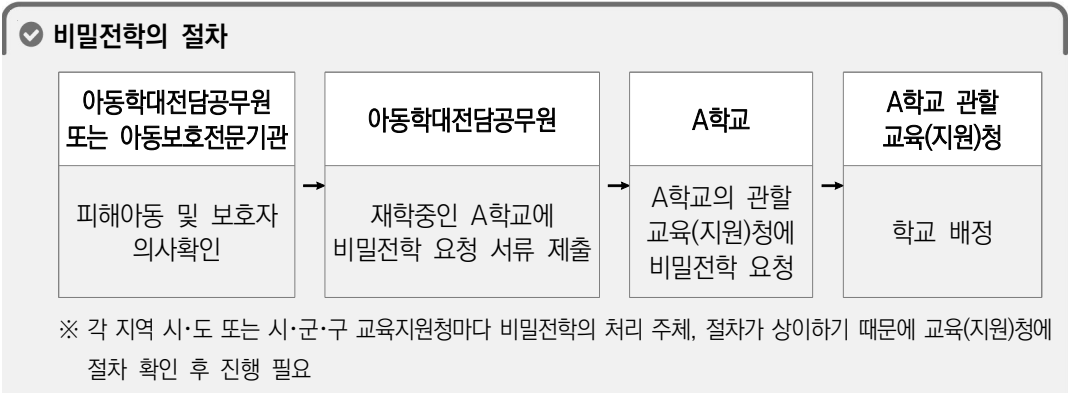 비밀전학의 절차
아동학대전담공무원
또는 아동보호전문기관
피해아동 및 보호자
의사확인
→
아동학대전담공무원
재학중인 A학교에
비밀전학 요청 서류 제출
→
A학교
A학교의 관할
교육(지원)청에
비밀전학 요청
→
A학교 관할
교육(지원)청
학교 배정
※ 각 지역 시·도 또는 시·군·구 교육지원청마다 비밀전학의 처리 주체, 절차가 상이하기 때문에 교육(지원)청에
절차 확인 후 진행 필요